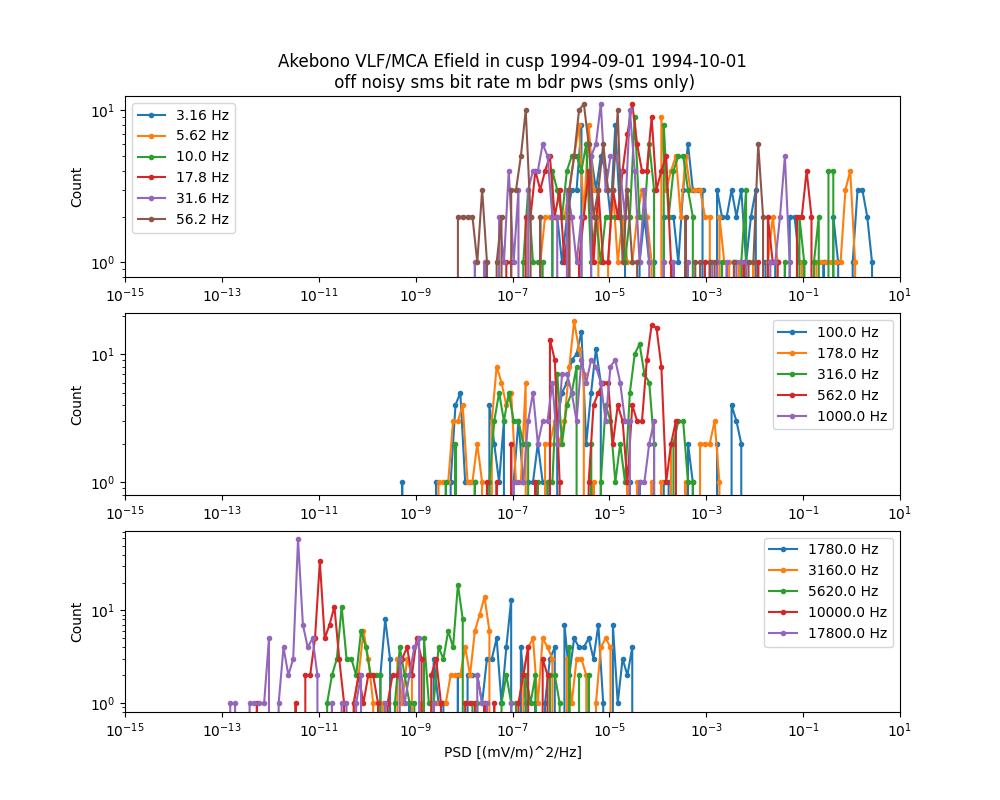 Akebono VLF/MCA Efield in cusp 1994-09-01 1994-10-01
off noisy sms bit rate m bdr pws (sms only)
Count
10^1
10^0
3.16 Hz
5.62 Hz
10.0 Hz
17.8 Hz
31.6 Hz
56.2 Hz
10^-15 10^-13 10^-11 10^-9 10^-7 10^-5 10^-3 10^-1 10^1
Count
10^1
10^0
100.0 Hz
178.0 Hz
316.0 Hz
562.0 Hz
1000.0 Hz
10^-15 10^-13 10^-11 10^-9 10^-7 10^-5 10^-3 10^-1 10^1
Count
10^1
10^0
1780.0 Hz
3160.0 Hz
5620.0 Hz
10000.0 Hz
17800.0 Hz
10^-15 10^-13 10^-11 10^-9 10^-7 10^-5 10^-3 10^-1 10^1
PSD [(mV/m)^2/Hz]